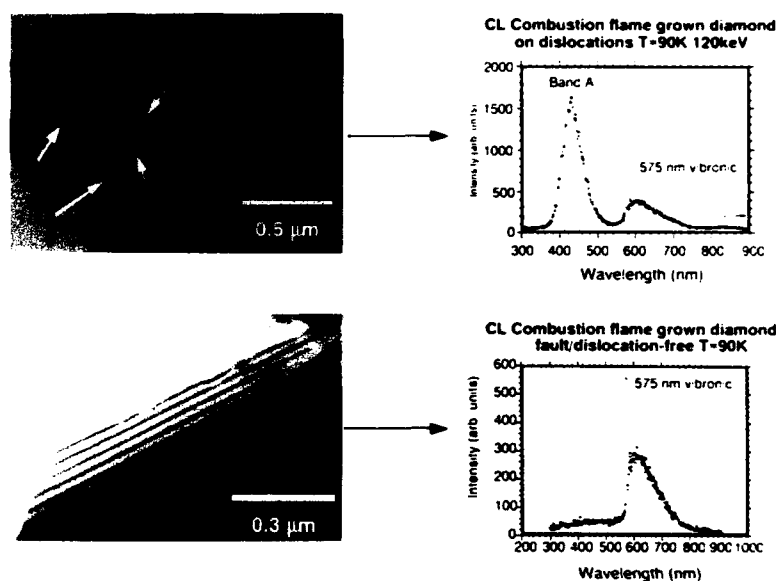 CL Combustion flame grown diamond
on dislocations T=90K 120keV
2000
1500
1000
500
0
Intensity (arb. units)
Banc A
575 nm vibronic
300 400 500 600 700 800 900
Wavelength (nm)
0.5 μm
CL Combustion flame grown diamond
fault/dislocation-free T=90K
600
500
400
300
200
100
0
Intensity (arb units)
575 nm vibronic
200 300 400 500 600 700 800 900 1000
Wavelength (nm)
0.3 μm